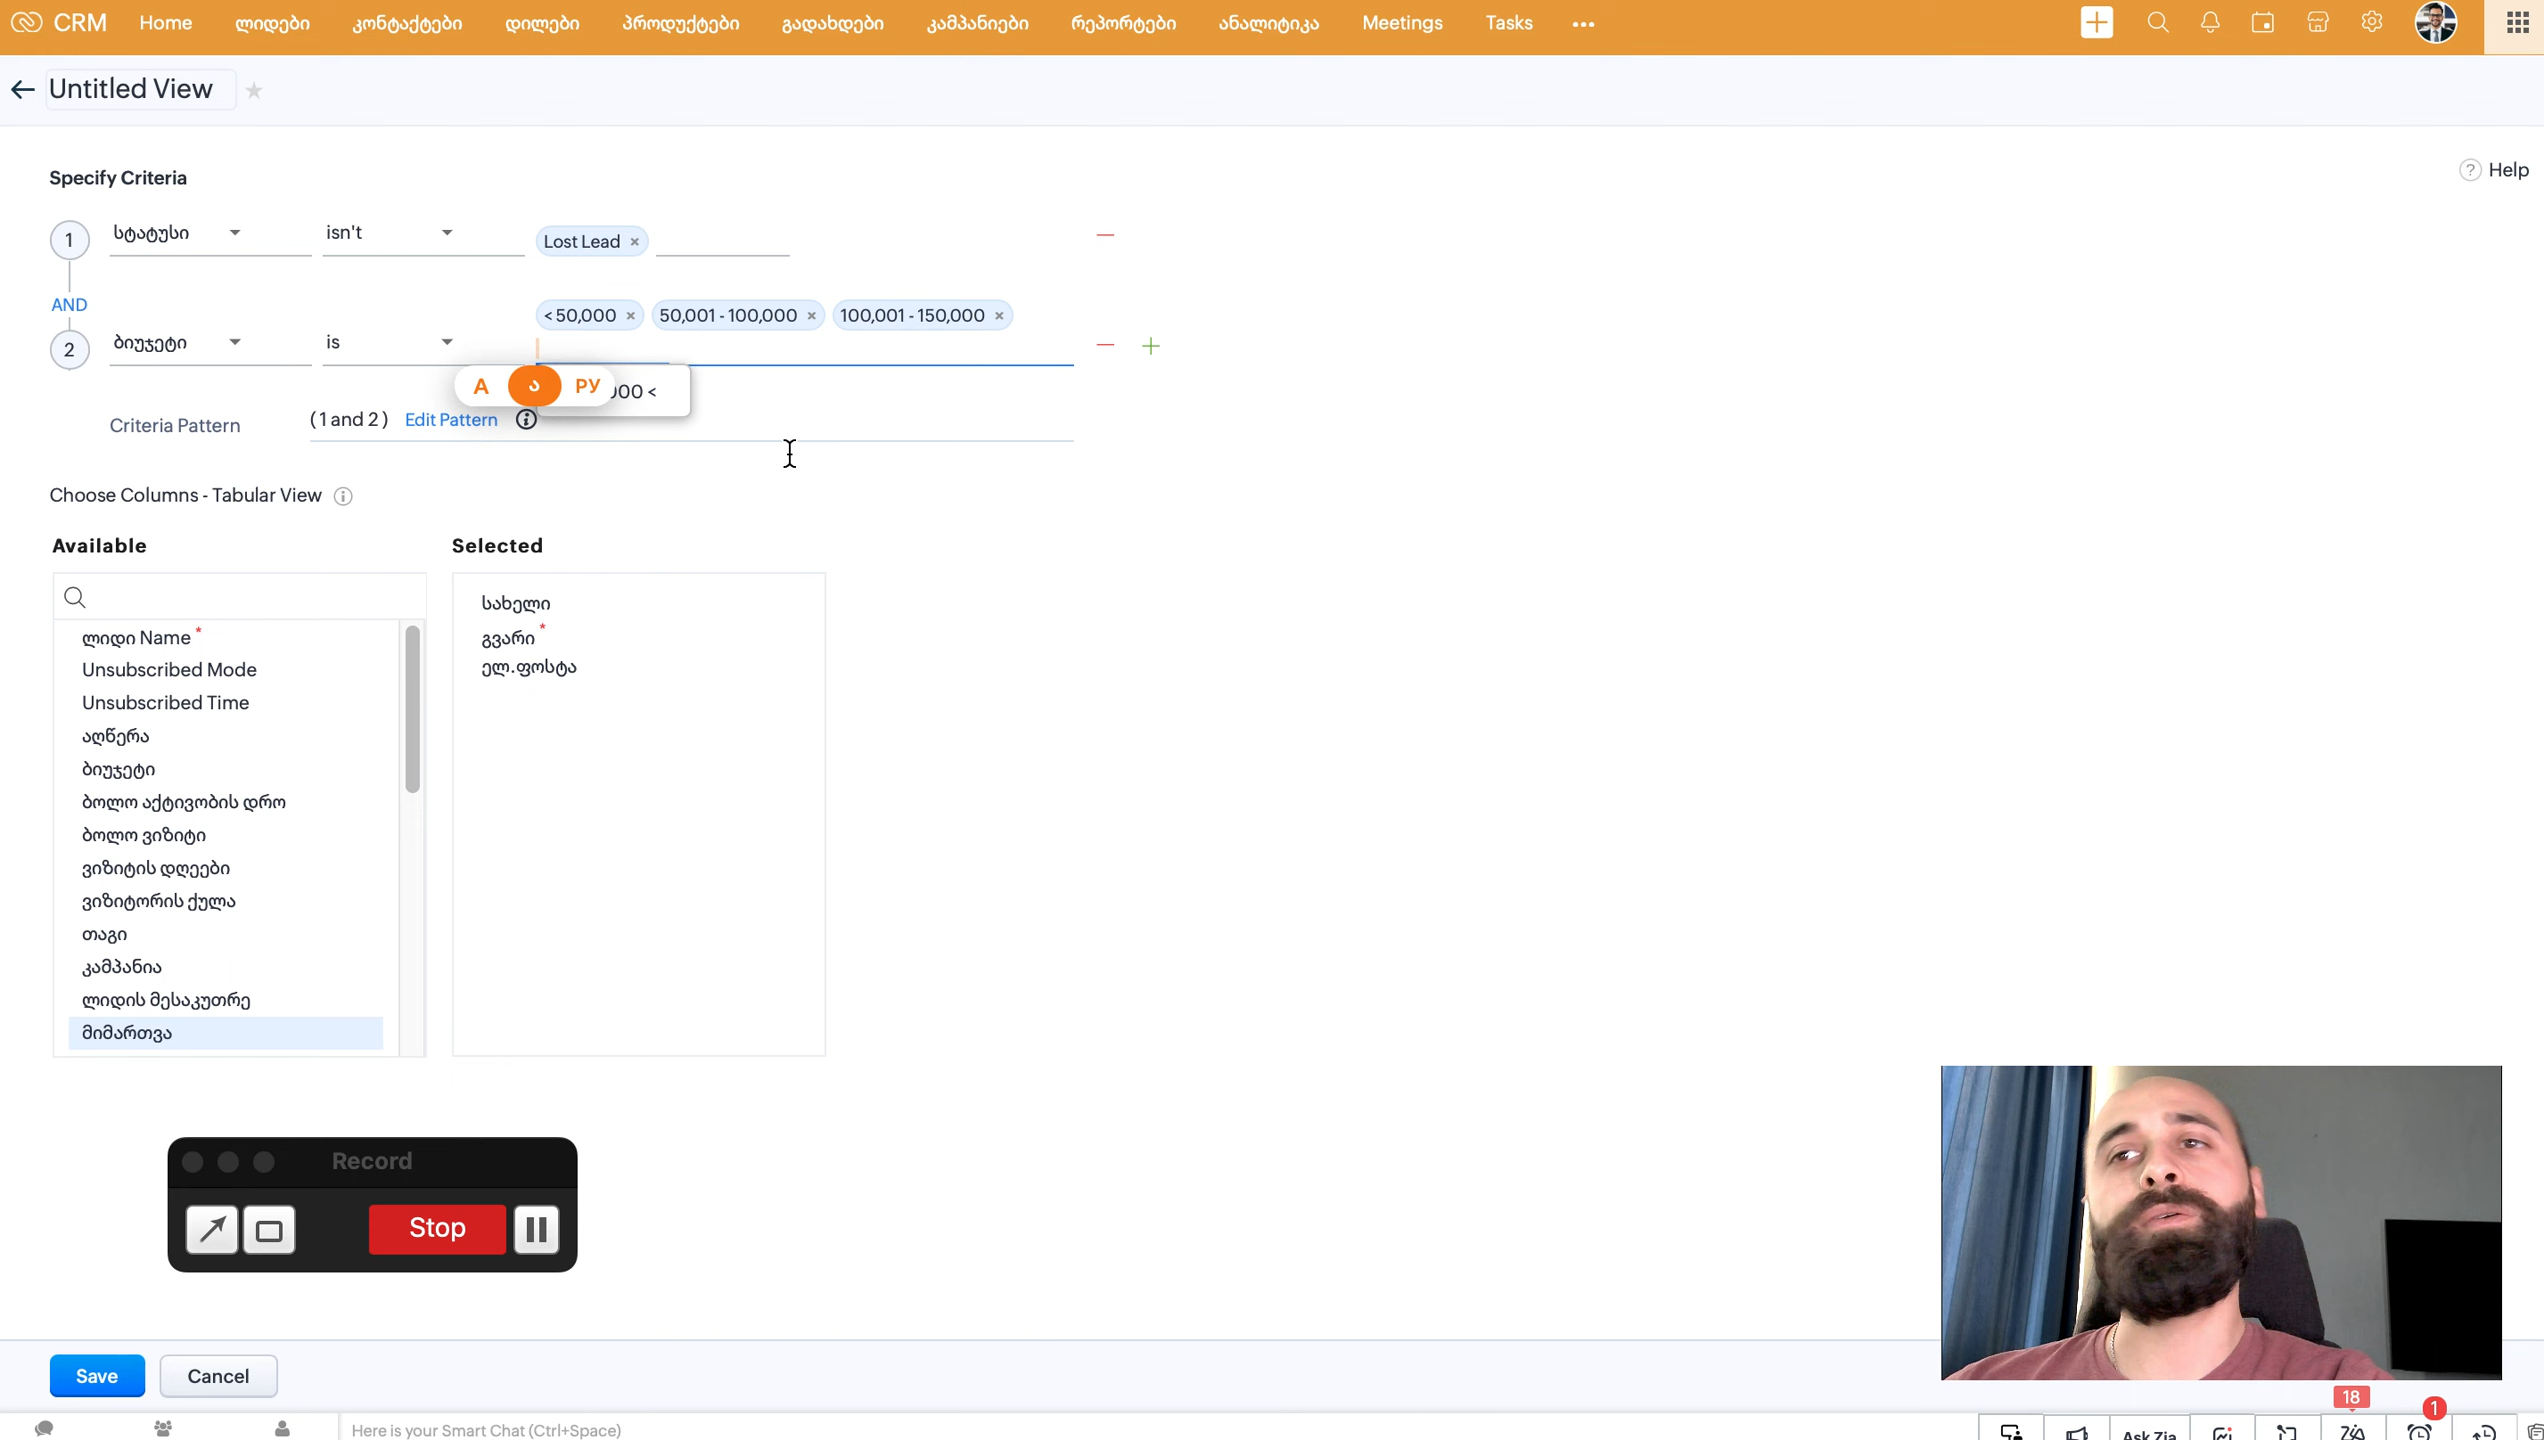 CRM Home ლიდები კონტაქტები დილები პროდუქტები გადახდები კამპანიები რეპორტები ანალიტიკა Meetings Tasks •••
Untitled View
Help
Specify Criteria
1 სტატუსი isn't Lost Lead ×
AND
<50,000 × 50,001 - 100,000 × 100,001 - 150,000 ×
2 ბიუჯეტი is
A ა РУ 000 <
Criteria Pattern (1 and 2) Edit Pattern
Choose Columns - Tabular View
Available Selected
ლიდი Name *
Unsubscribed Mode
Unsubscribed Time
აღწერა
ბიუჯეტი
ბოლო აქტივობის დრო
ბოლო ვიზიტი
ვიზიტის დღეები
ვიზიტორის ქულა
თაგი
კამპანია
ლიდის მესაკუთრე
მიმართვა
სახელი
გვარი *
ელ.ფოსტა
Record
Stop
Save Cancel
18
1
Here is your Smart Chat (Ctrl+Space)
Ask Zia